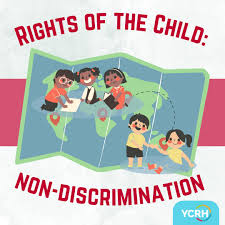 RIGHTS OF THE CHILD:
NON-DISCRIMINATION
YCRH